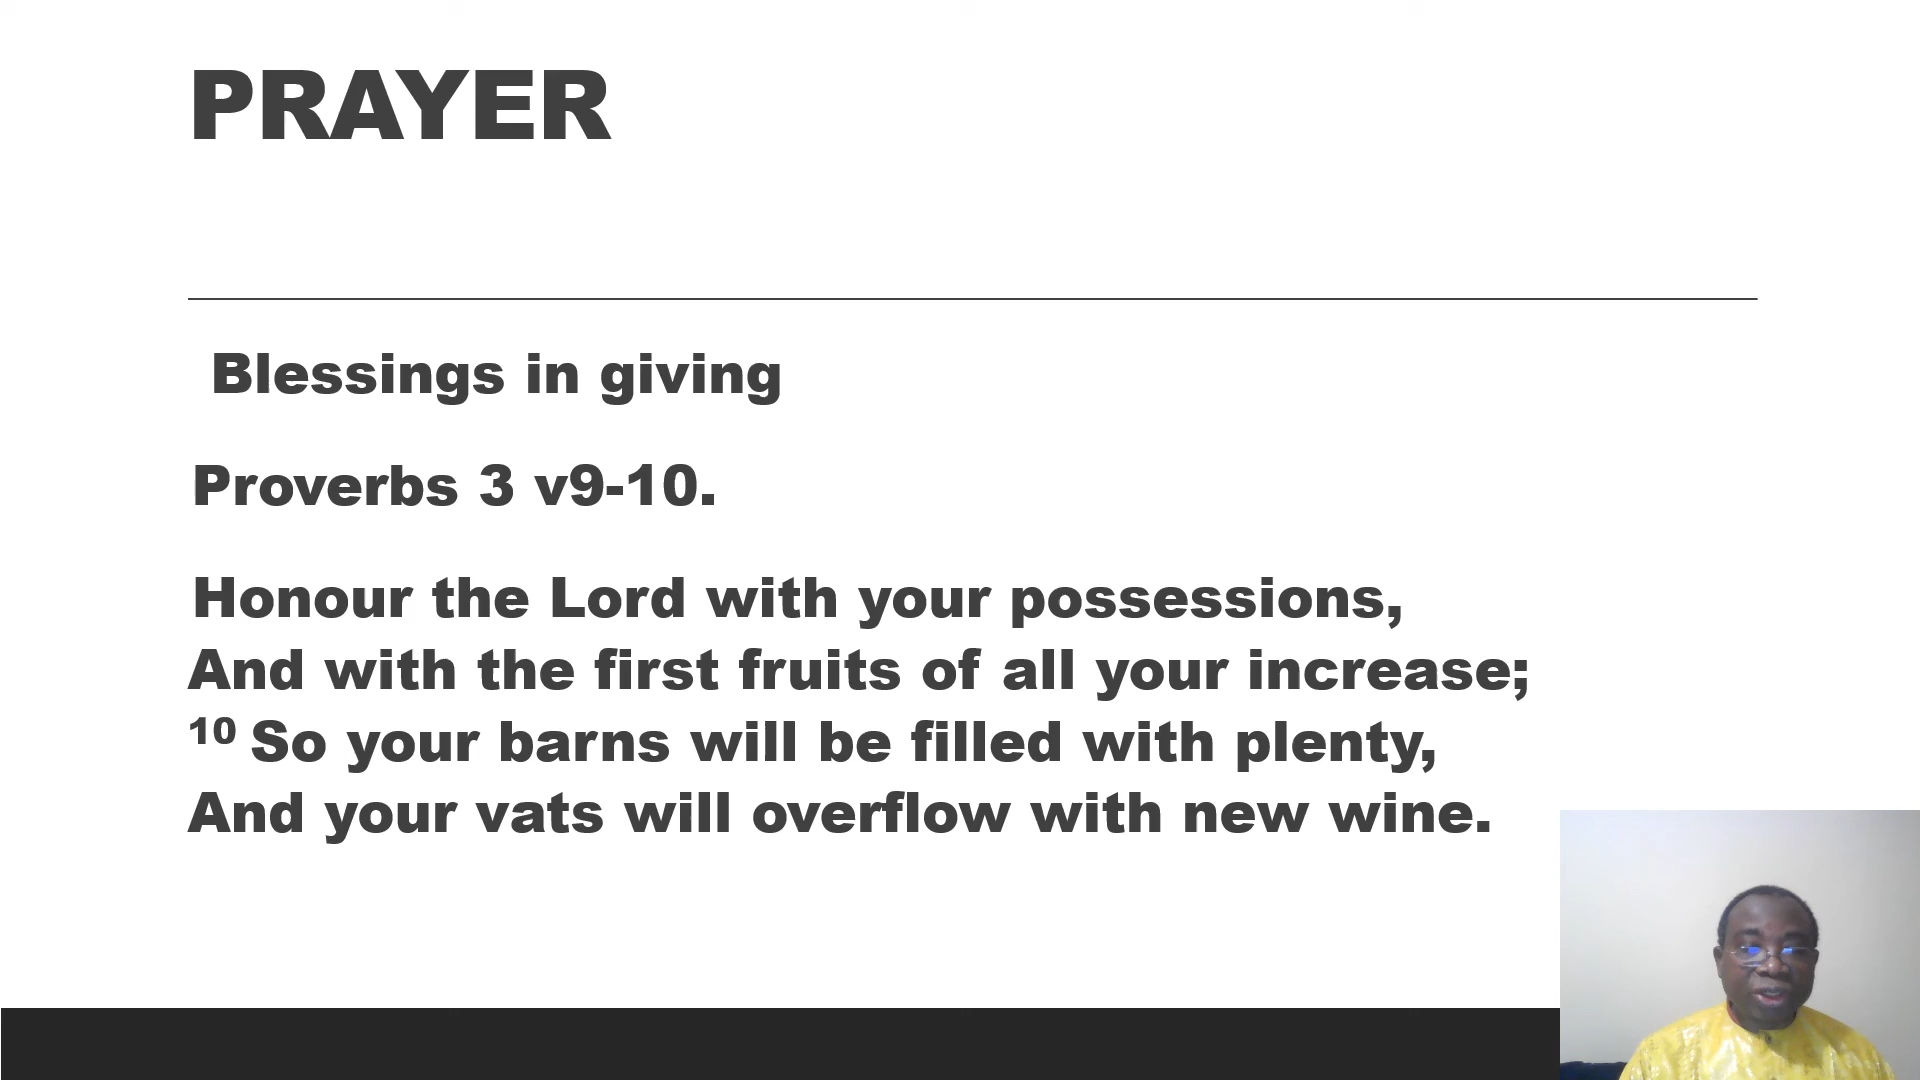 PRAYER
Blessings in giving
Proverbs 3 v9-10.
Honour the Lord with your possessions,
And with the first fruits of all your increase;
10 So your barns will be filled with plenty,
And your vats will overflow with new wine.